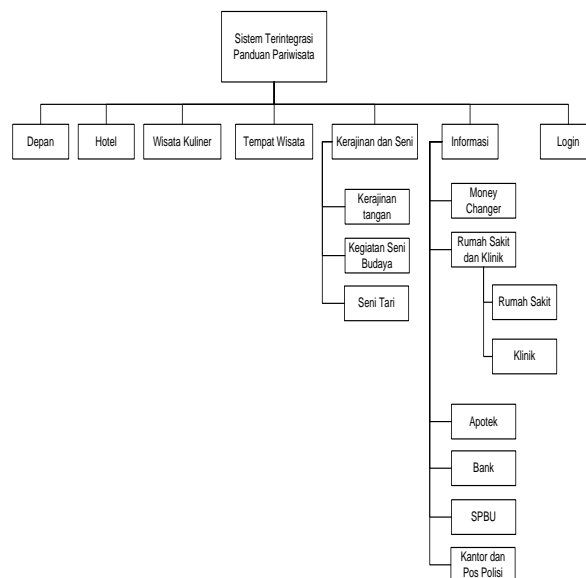 Sistem Terintegrasi
Panduan Pariwisata
Depan
Hotel
Wisata Kuliner
Tempat Wisata
Kerajinan dan Seni
Informasi
Login
Kerajinan
tangan
Kegiatan Seni
Budaya
Seni Tari
Money
Changer
Rumah Sakit
dan Klinik
Rumah Sakit
Klinik
Apotek
Bank
SPBU
Kantor dan
Pos Polisi